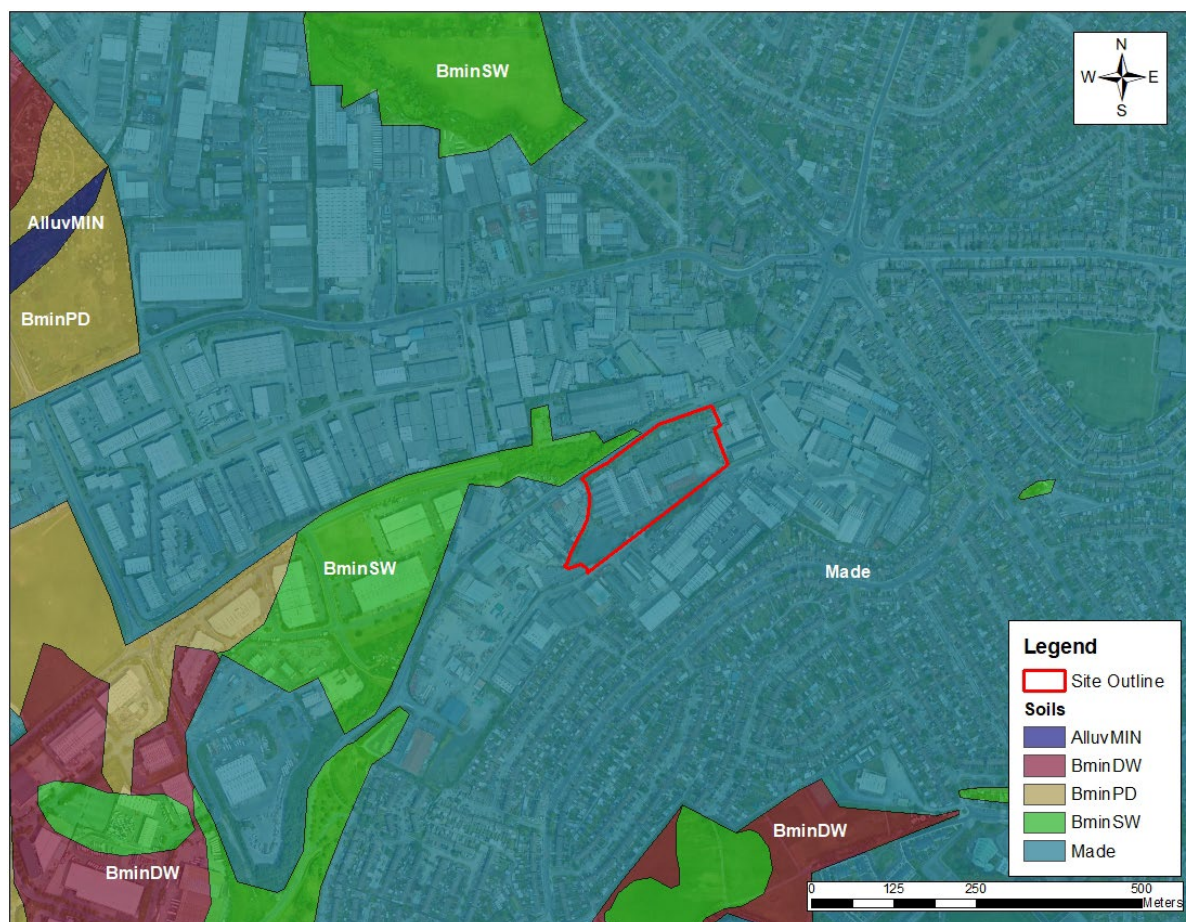 BminSW
N
W E
S
AlluvMIN
BminPD
BminSW
Made
BminDW
BminDW
Legend
Site Outline
Soils
AlluvMIN
BminDW
BminPD
BminSW
Made
0 125 250 500
Meters